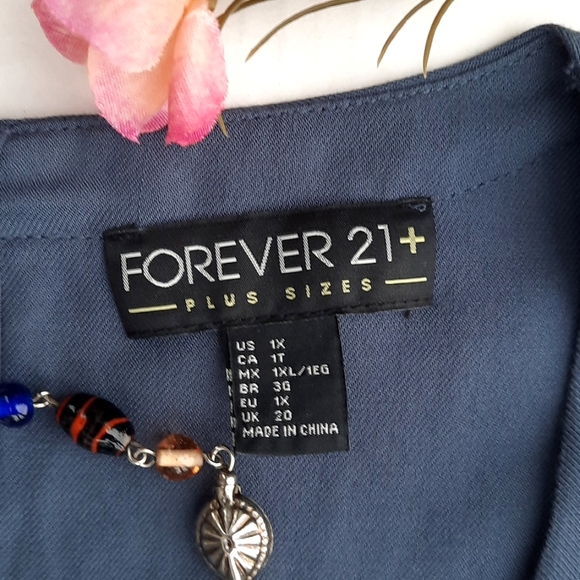 FOREVER 21+
PLUS SIZES
US 1X
CA 1T
MX 1XL/1EG
BR 3G
EU 1X
UK 20
MADE IN CHINA